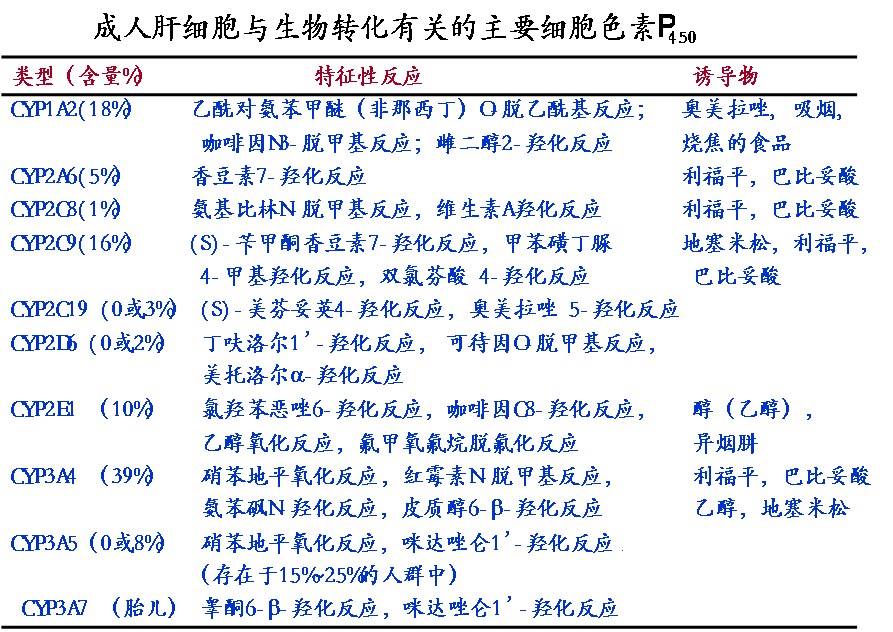 成人肝细胞与生物转化有关的主要细胞色素P450
类型(含量%) 特征性反应 诱导物
CYP1A2(18%) 乙酰对氨苯甲醚(非那西丁)O-脱乙酰基反应; 奥美拉唑, 吸烟,
咖啡因N3-脱甲基反应;雌二醇2-羟化反应 烧焦的食品
CYP2A6(5%) 香豆素7-羟化反应 利福平, 巴比妥酸
CYP2C8(1%) 氨基比林N-脱甲基反应, 维生素A羟化反应 利福平, 巴比妥酸
CYP2C9(16%) (S)-苄甲酮香豆素7-羟化反应, 甲苯磺丁脲 地塞米松, 利福平,
4-甲基羟化反应, 双氯芬酸 4-羟化反应 巴比妥酸
CYP2C19 (0或3%) (S)-美芬妥英4-羟化反应, 奥美拉唑 5-羟化反应
CYP2D6 (0或2%) 丁呋洛尔1'-羟化反应, 可待因O-脱甲基反应,
美托洛尔α-羟化反应
CYP2E1 (10%) 氯羟苯恶唑6-羟化反应, 咖啡因C8-羟化反应, 醇(乙醇),
乙醇氧化反应, 氟甲氧氟烷脱氟化反应 异烟肼
CYP3A4 (39%) 硝苯地平氧化反应, 红霉素N-脱甲基反应, 利福平, 巴比妥酸
氨苯砜N-羟化反应, 皮质醇6-β-羟化反应 乙醇, 地塞米松
CYP3A5 (0或8%) 硝苯地平氧化反应, 咪达唑仑1'-羟化反应.
(存在于15%~25%的人群中)
CYP3A7 (胎儿) 睾酮6-β-羟化反应, 咪达唑仑1'-羟化反应